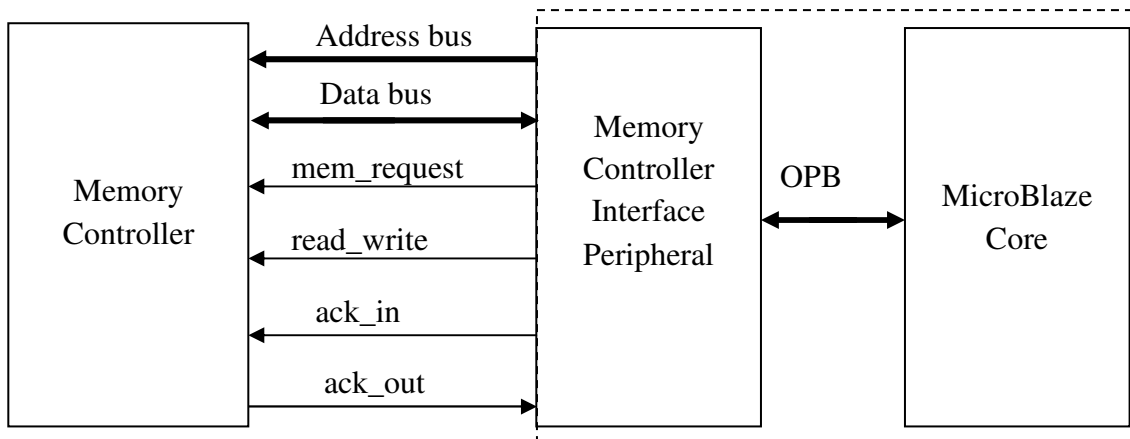 Memory
Controller
Address bus
Data bus
mem_request
read_write
ack_in
ack_out
Memory
Controller
Interface
Peripheral
OPB
MicroBlaze
Core